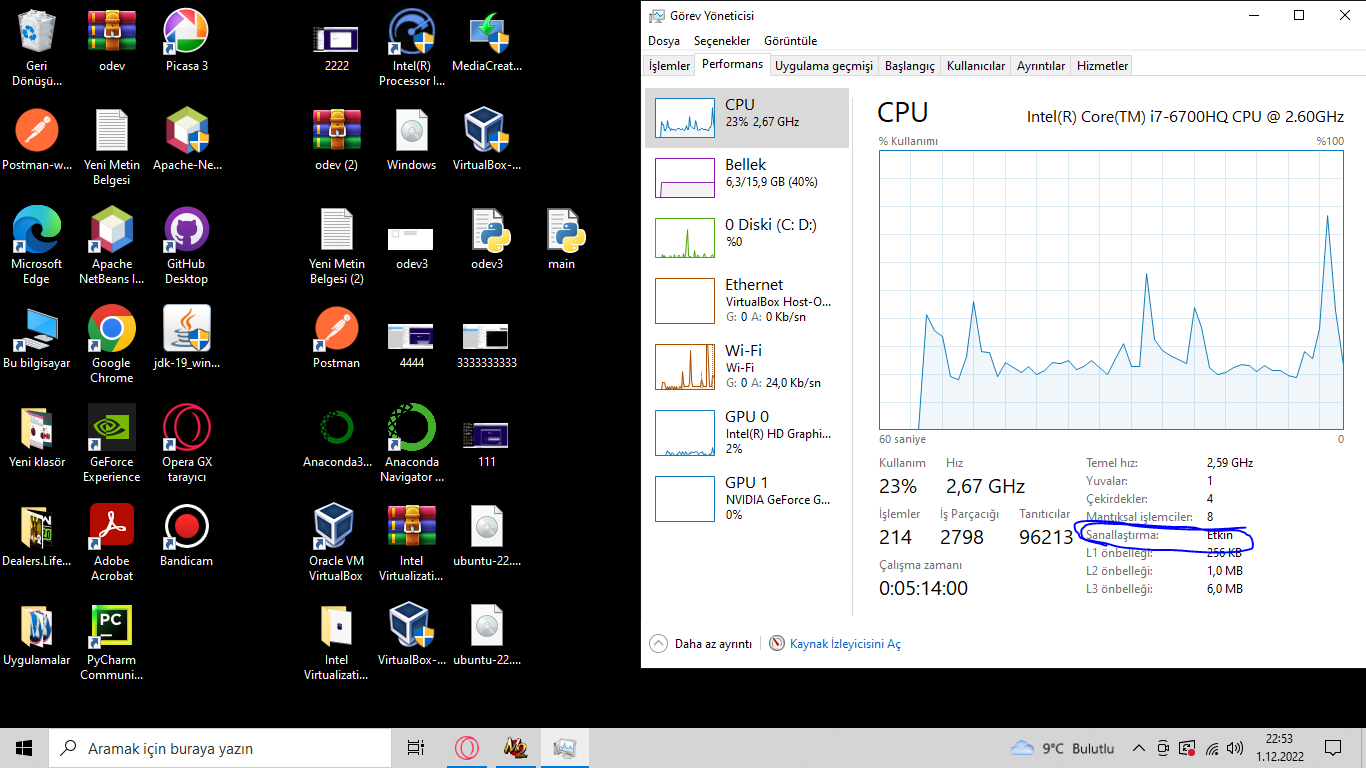 Geri
Dönüşü...
odev
Picasa 3
2222
Intel(R)
Processor I...
MediaCreat...
Postman-w...
Yeni Metin
Belgesi
Apache-Ne...
odev (2)
Windows
VirtualBox-...
Microsoft
Edge
Apache
NetBeans I...
GitHub
Desktop
Yeni Metin
Belgesi (2)
odev3
odev3
main
Bu bilgisayar
Google
Chrome
jdk-19_win...
Postman
4444
3333333333
Yeni klasör
GeForce
Experience
Opera GX
tarayıcı
Anaconda3...
Anaconda
Navigator ...
111
Dealers.Life...
Adobe
Acrobat
Bandicam
Oracle VM
VirtualBox
Intel
Virtualizati...
ubuntu-22....
Uygulamalar
PC
PyCharm
Communi...
Intel
Virtualizati...
VirtualBox-...
ubuntu-22....
Görev Yöneticisi
Dosya Seçenekler Görüntüle
İşlemler Performans Uygulama geçmişi Başlangıç Kullanıcılar Ayrıntılar Hizmetler
CPU
23% 2,67 GHz
Bellek
6,3/15,9 GB (40%)
0 Diski (C: D:)
%0
Ethernet
VirtualBox Host-O...
G: 0 A: 0 Kb/sn
Wi-Fi
Wi-Fi
G: 0 A: 24,0 Kb/sn
GPU 0
Intel(R) HD Graphi...
2%
GPU 1
NVIDIA GeForce G...
0%
CPU
Intel(R) Core(TM) i7-6700HQ CPU @ 2.60GHz
% Kullanımı %100
60 saniye 0
Kullanım Hız
23% 2,67 GHz
İşlemler İş Parçacığı Tanıtıcılar
214 2798 96213
Çalışma zamanı
0:05:14:00
Temel hız: 2,59 GHz
Yuvalar: 1
Çekirdekler: 4
Mantıksal işlemciler: 8
Sanallaştırma: Etkin
L1 önbelleği: 256 KB
L2 önbelleği: 1,0 MB
L3 önbelleği: 6,0 MB
Daha az ayrıntı Kaynak İzleyicisini Aç
Aramak için buraya yazın
9°C Bulutlu
22:53
1.12.2022